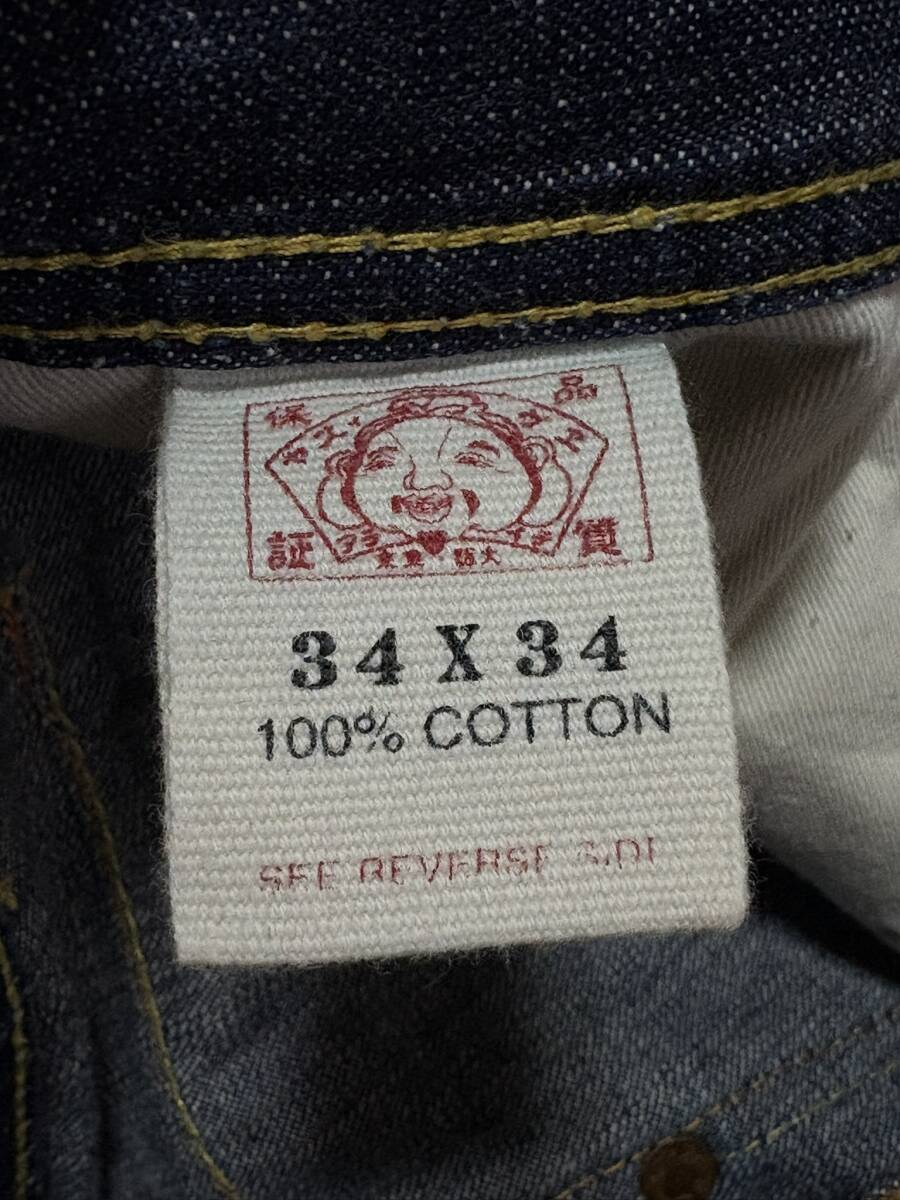 保 品
証 質
34 X 34
100% COTTON
SEE REVERSE SIDE